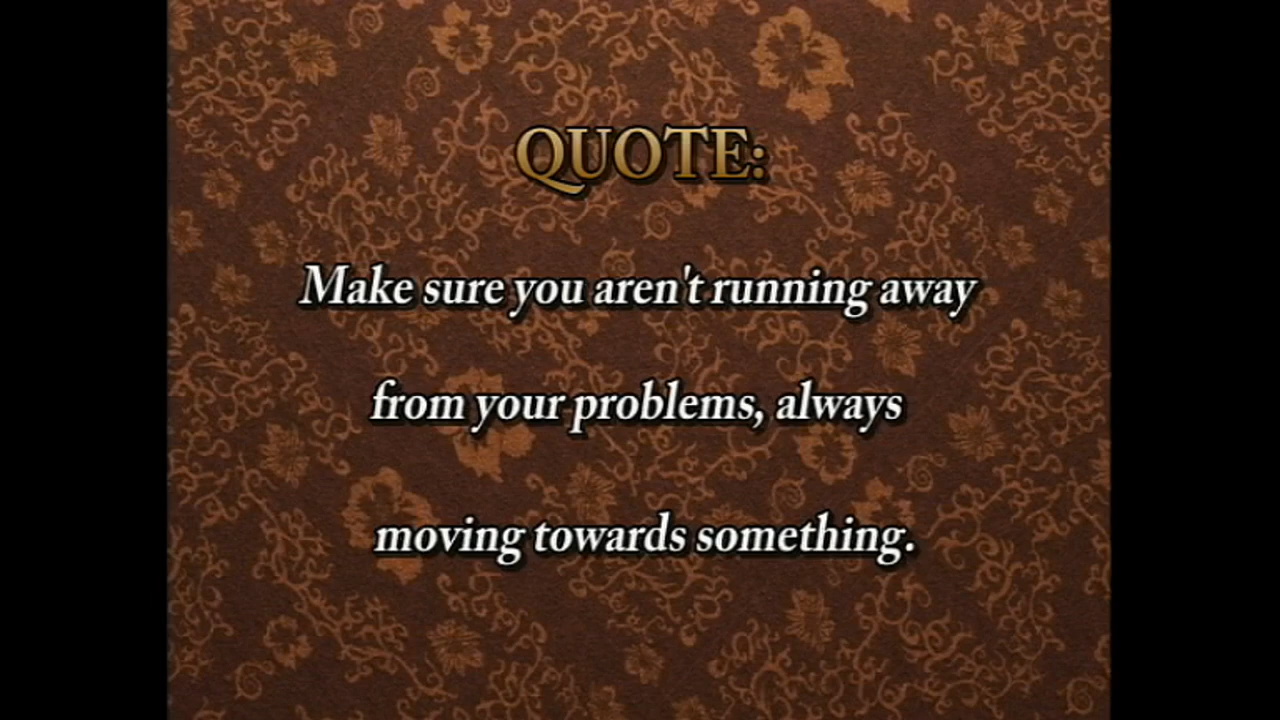 QUOTE:
Make sure you aren't running away
from your problems, always
moving towards something.